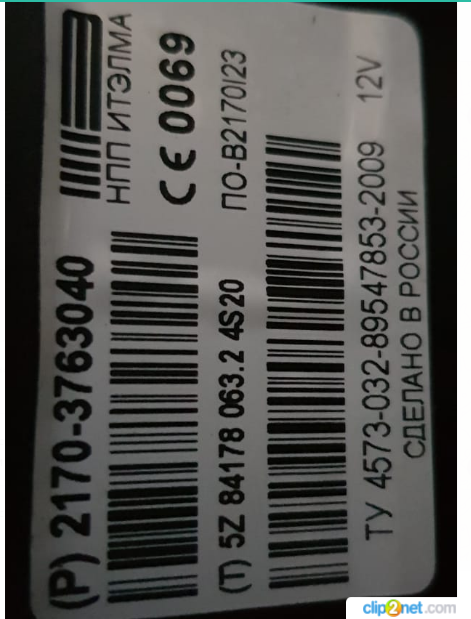 (P) 2170-3763040
НПП ИТЭЛМА
CЄ 0069
ПО-В2170I23
(T) 5Z 84178 063.2 4S20
ТУ 4573-032-89547853-2009 12V
СДЕЛАНО В РОССИИ
clip2net.com